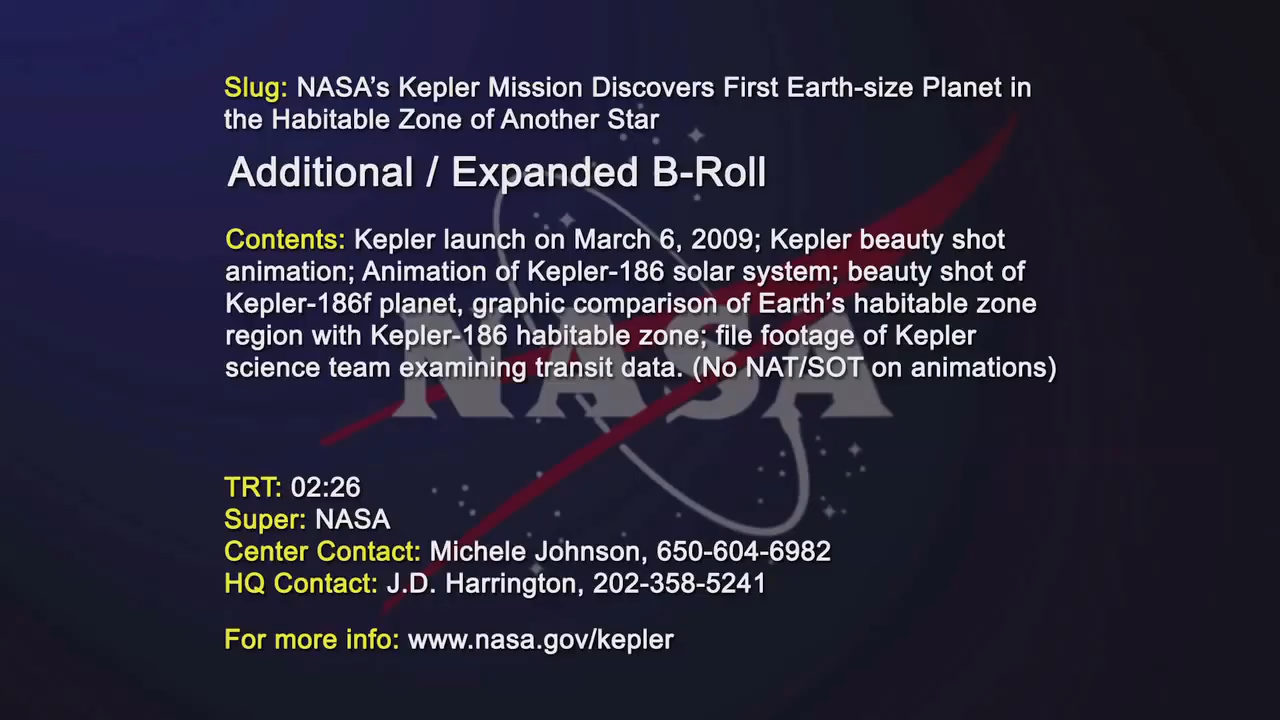 Slug: NASA’s Kepler Mission Discovers First Earth-size Planet in
the Habitable Zone of Another Star
Additional / Expanded B-Roll
Contents: Kepler launch on March 6, 2009; Kepler beauty shot
animation; Animation of Kepler-186 solar system; beauty shot of
Kepler-186f planet, graphic comparison of Earth’s habitable zone
region with Kepler-186 habitable zone; file footage of Kepler
science team examining transit data. (No NAT/SOT on animations)
NASA
TRT: 02:26
Super: NASA
Center Contact: Michele Johnson, 650-604-6982
HQ Contact: J.D. Harrington, 202-358-5241
For more info: www.nasa.gov/kepler